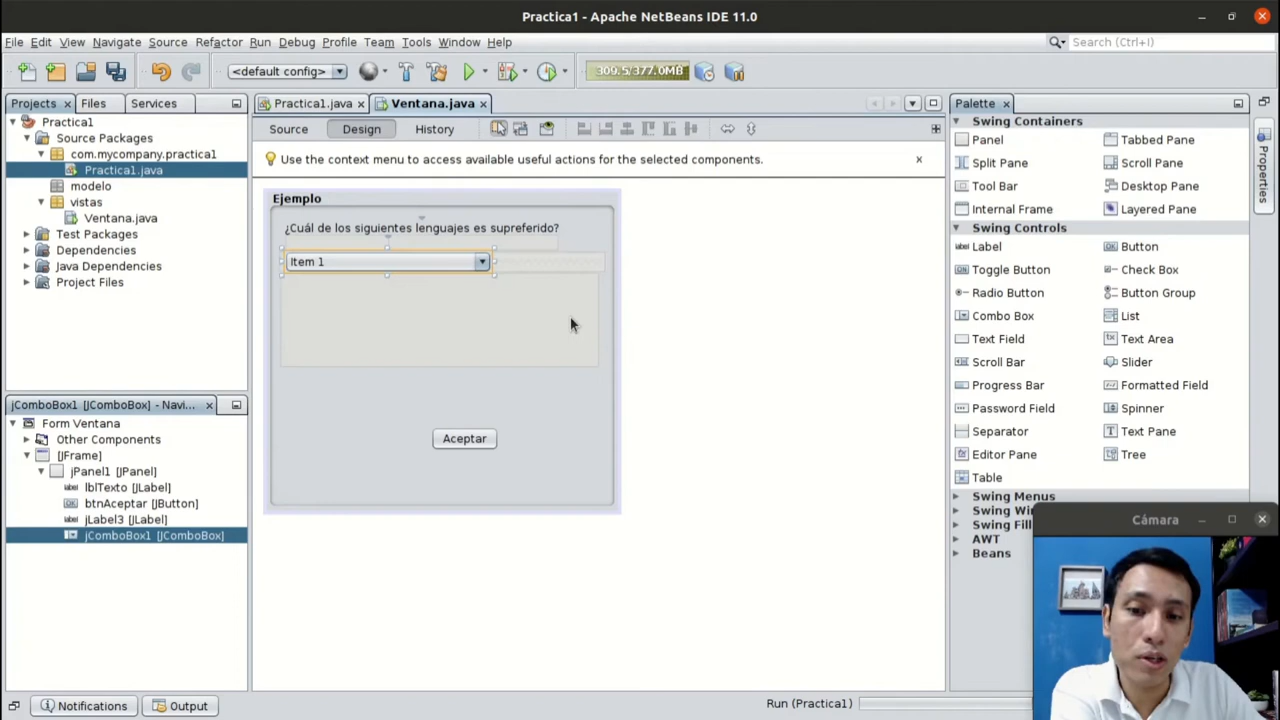 Practica1 - Apache NetBeans IDE 11.0
File Edit View Navigate Source Refactor Run Debug Profile Team Tools Window Help
Search (Ctrl+I)
<default config>
309.5/377.0MB
Projects Files Services
Practica1
Source Packages
com.mycompany.practica1
Practica1.java
modelo
vistas
Ventana.java
Test Packages
Dependencies
Java Dependencies
Project Files
jComboBox1 [JComboBox] - Navi...
Form Ventana
Other Components
[JFrame]
jPanel1 [JPanel]
lblTexto [JLabel]
btnAceptar [JButton]
jLabel3 [JLabel]
jComboBox1 [JComboBox]
Practica1.java Ventana.java
Source Design History
Use the context menu to access available useful actions for the selected components.
Ejemplo
¿Cuál de los siguientes lenguajes es supreferido?
Item 1
Aceptar
Palette
Swing Containers
Panel Tabbed Pane
Split Pane Scroll Pane
Tool Bar Desktop Pane
Internal Frame Layered Pane
Swing Controls
Label Button
Toggle Button Check Box
Radio Button Button Group
Combo Box List
Text Field Text Area
Scroll Bar Slider
Progress Bar Formatted Field
Password Field Spinner
Separator Text Pane
Editor Pane Tree
Table
Swing Menus
Swing
Swing
AWT
Beans
Properties
Cámara
Notifications Output
Run (Practica1)